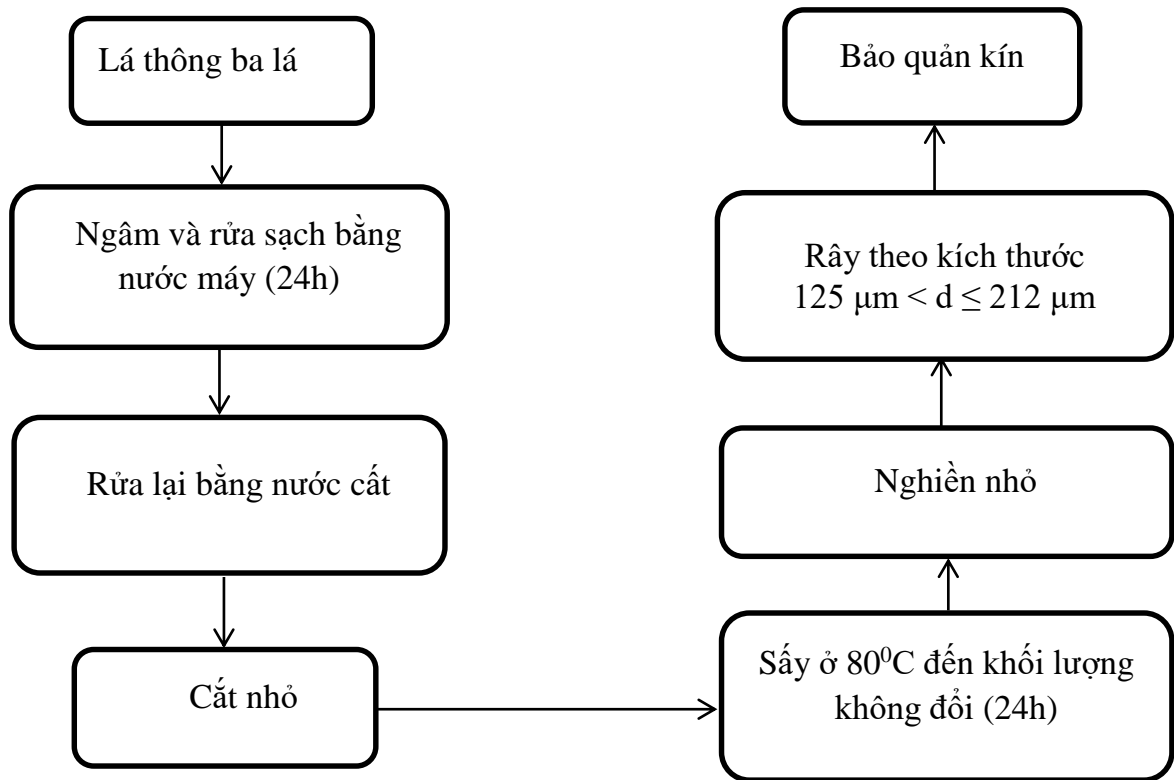 Lá thông ba lá
Ngâm và rửa sạch bằng
nước máy (24h)
Rửa lại bằng nước cất
Cắt nhỏ
Sấy ở 80⁰C đến khối lượng
không đổi (24h)
Nghiền nhỏ
Rây theo kích thước
125 µm < d ≤ 212 µm
Bảo quản kín